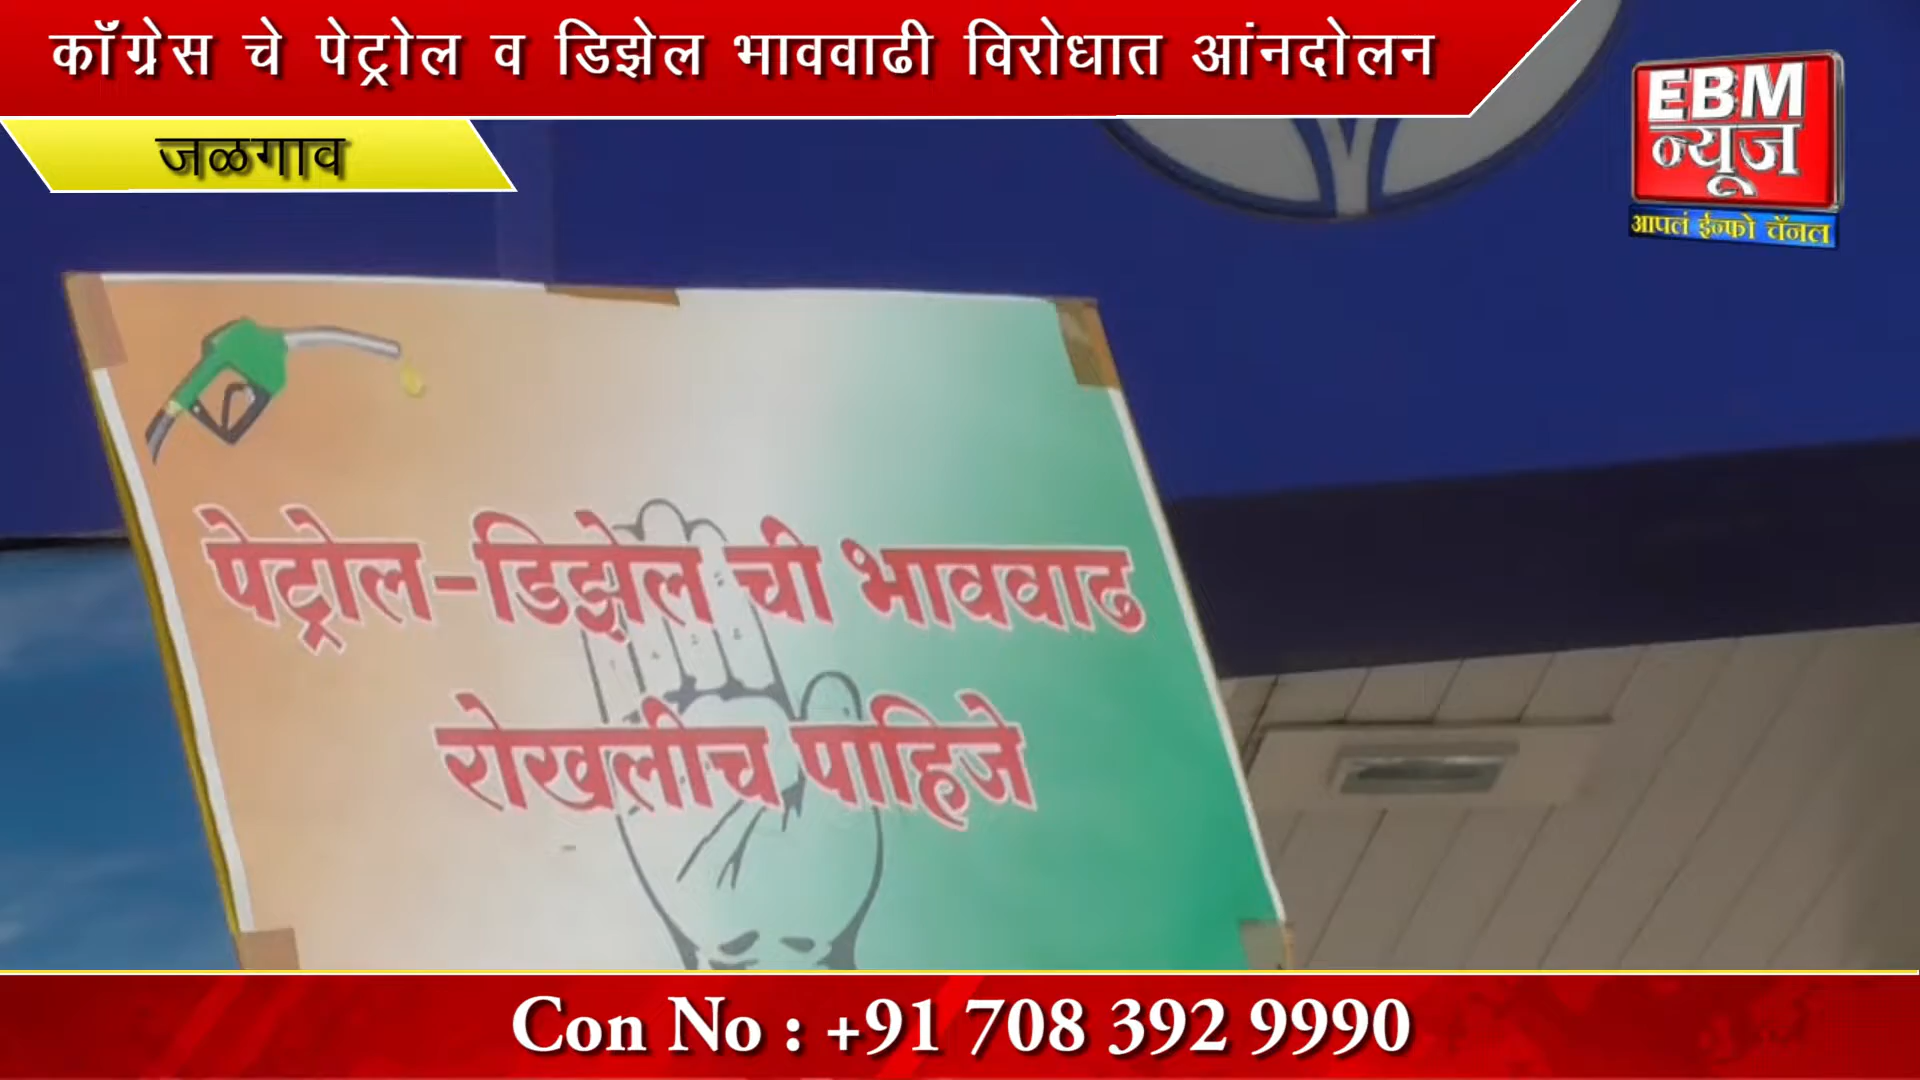 कॉंग्रेस चे पेट्रोल व डिझेल भाववाढी विरोधात आंनदोलन
जळगाव
EBM
न्यूज
आपलं ईन्फो चॅनल
पेट्रोल-डिझेल ची भाववाढ
रोखलीच पाहिजे
Con No : +91 708 392 9990